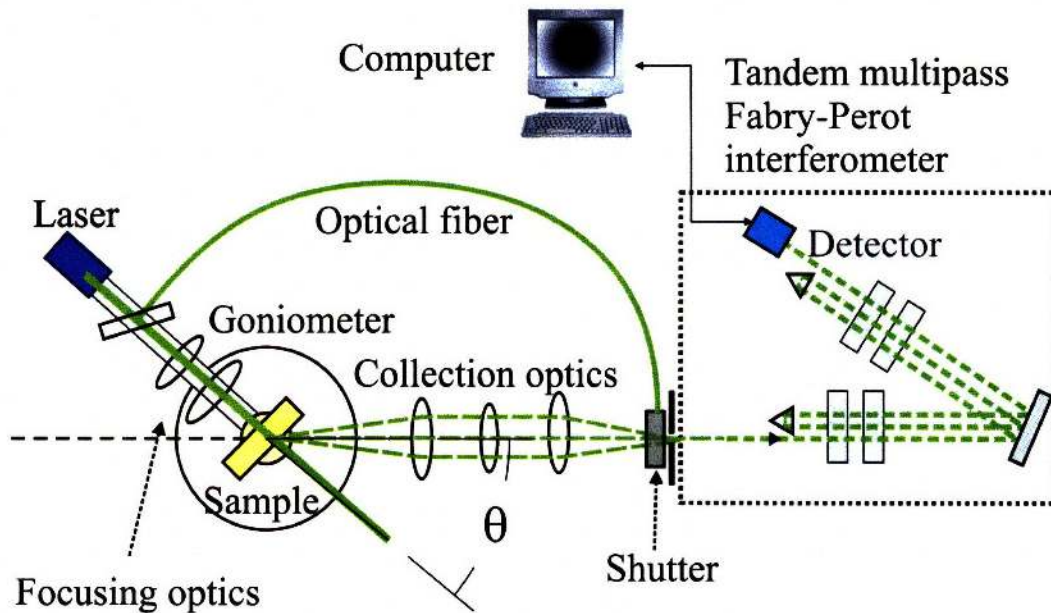 Computer
Tandem multipass
Fabry-Perot
interferometer
Laser
Optical fiber
Detector
Goniometer
Collection optics
Sample
θ
Shutter
Focusing optics